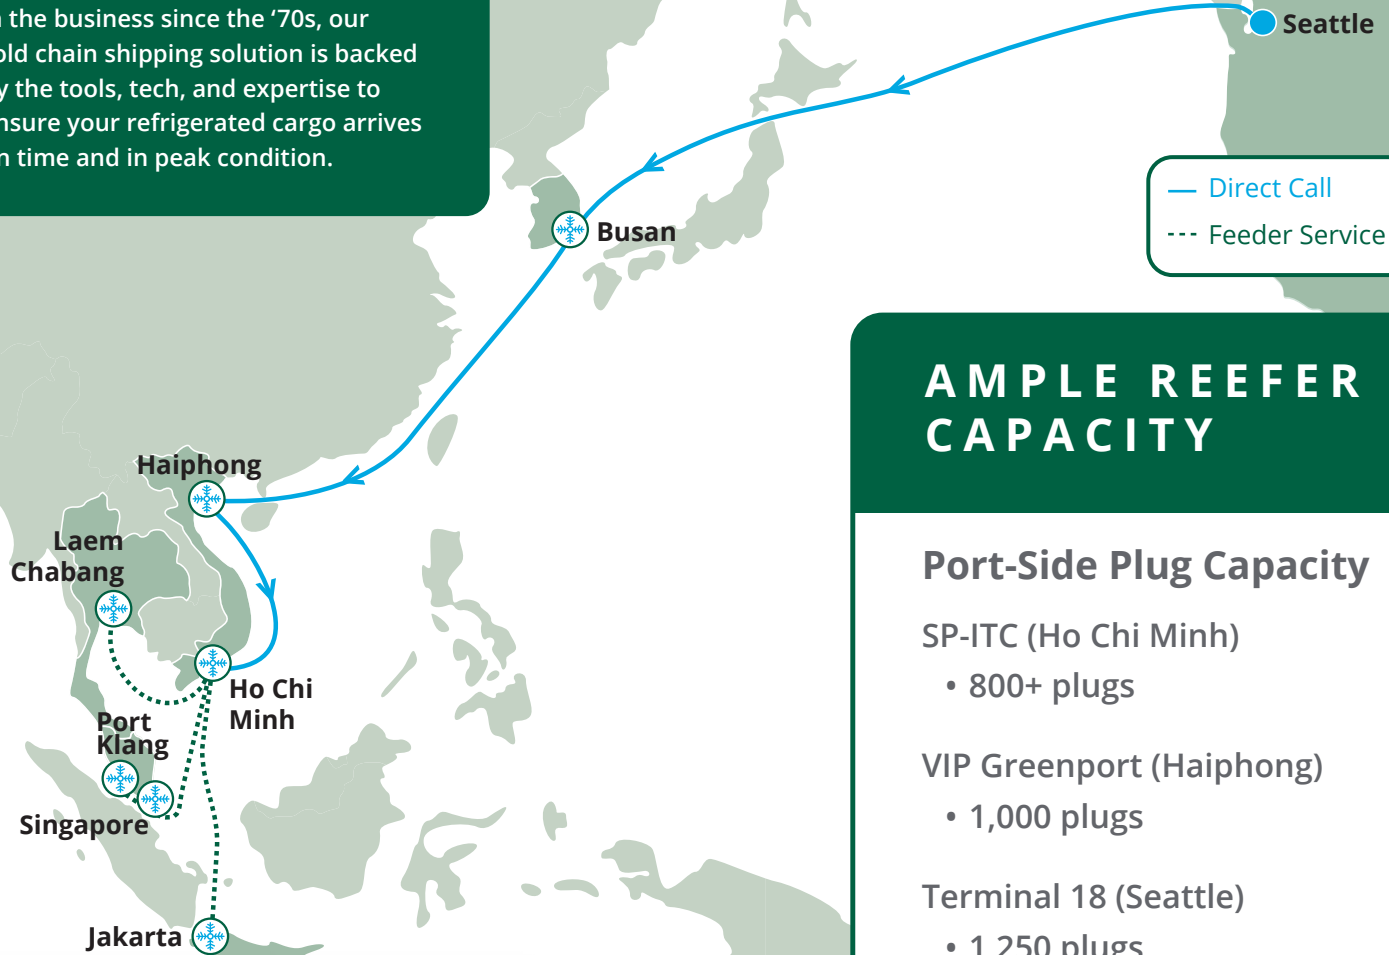 the business since the ‘70s, our
chain shipping solution is backed
the tools, tech, and expertise to
your refrigerated cargo arrives
time and in peak condition.
Seattle
Direct Call
Feeder Service
Busan
AMPLE REEFER
CAPACITY
Haiphong
Laem
Chabang
Port-Side Plug Capacity
SP-ITC (Ho Chi Minh)
• 800+ plugs
Ho Chi
Minh
Port
Klang
VIP Greenport (Haiphong)
• 1,000 plugs
Singapore
Terminal 18 (Seattle)
• 1,250 plugs
Jakarta